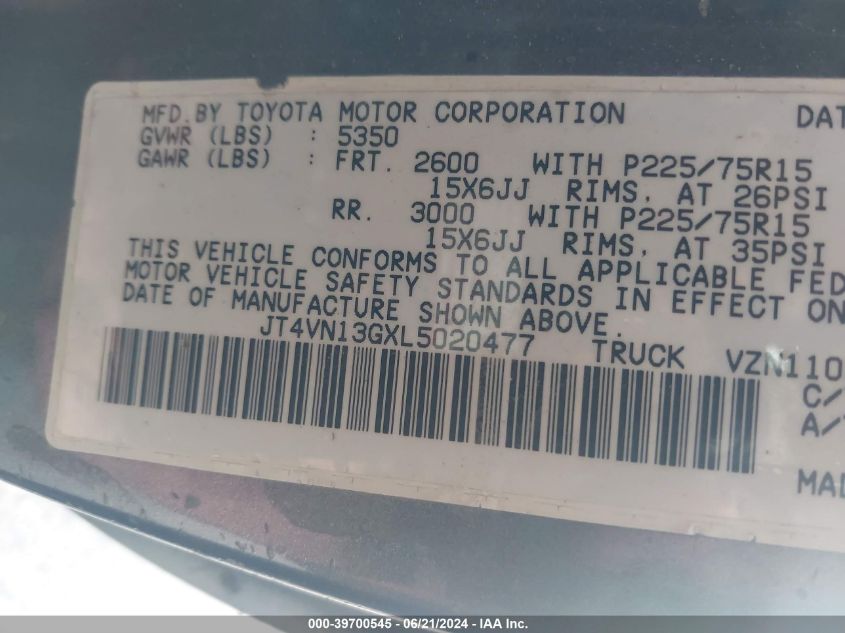 MFD.BY TOYOTA MOTOR CORPORATION DAT
GVWR (LBS) : 5350
GAWR (LBS) : FRT. 2600 WITH P225/75R15
15X6JJ RIMS, AT 26PSI
RR. 3000 WITH P225/75R15
15X6JJ RIMS, AT 35PSI
THIS VEHICLE CONFORMS TO ALL APPLICABLE FED
MOTOR VEHICLE SAFETY STANDARDS IN EFFECT ON
DATE OF MANUFACTURE SHOWN ABOVE.
JT4VN13GXL5020477 TRUCK VZN110
C/
A/
MAD
000-39700545 - 06/21/2024 - IAA Inc.